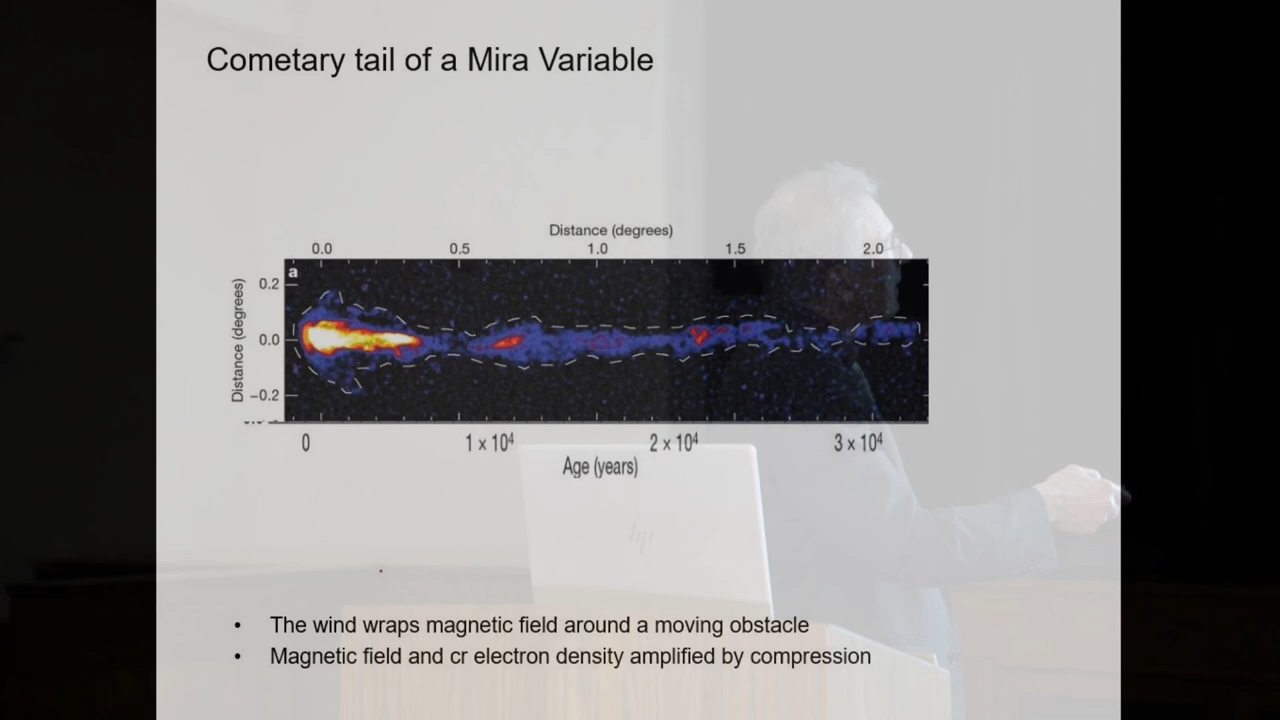 Cometary tail of a Mira Variable
Distance (degrees)
0.0 0.5 1.0 1.5 2.0
a
Distance (degrees)
0.2
0.0
−0.2
0 1 x 10⁴ 2 x 10⁴ 3 x 10⁴
Age (years)
hp
• The wind wraps magnetic field around a moving obstacle
• Magnetic field and cr electron density amplified by compression